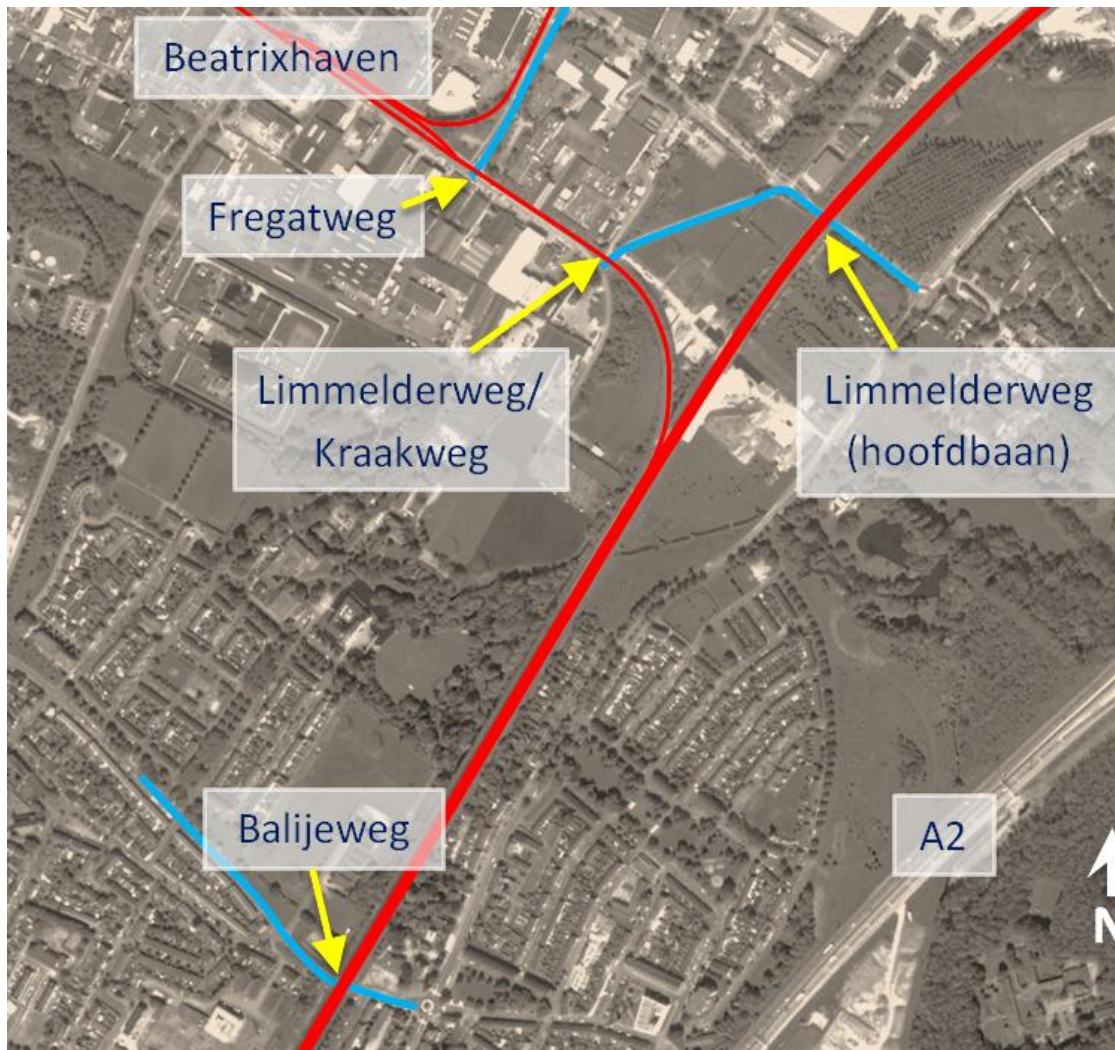 Beatrixhaven
Fregatweg
Limmelderweg/
Kraakweg
Limmelderweg
(hoofdbaan)
Balijeweg
A2
N